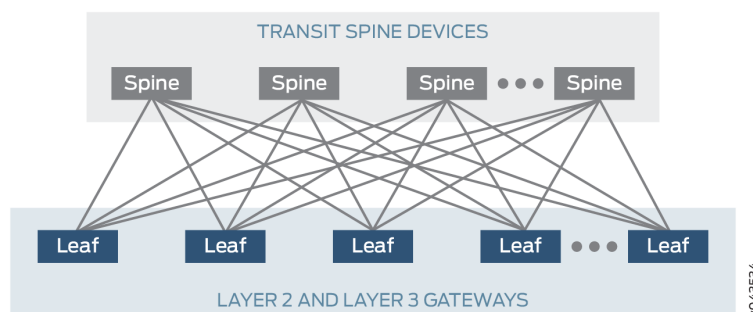 TRANSIT SPINE DEVICES
Spine Spine Spine Spine
Leaf Leaf Leaf Leaf Leaf
LAYER 2 AND LAYER 3 GATEWAYS